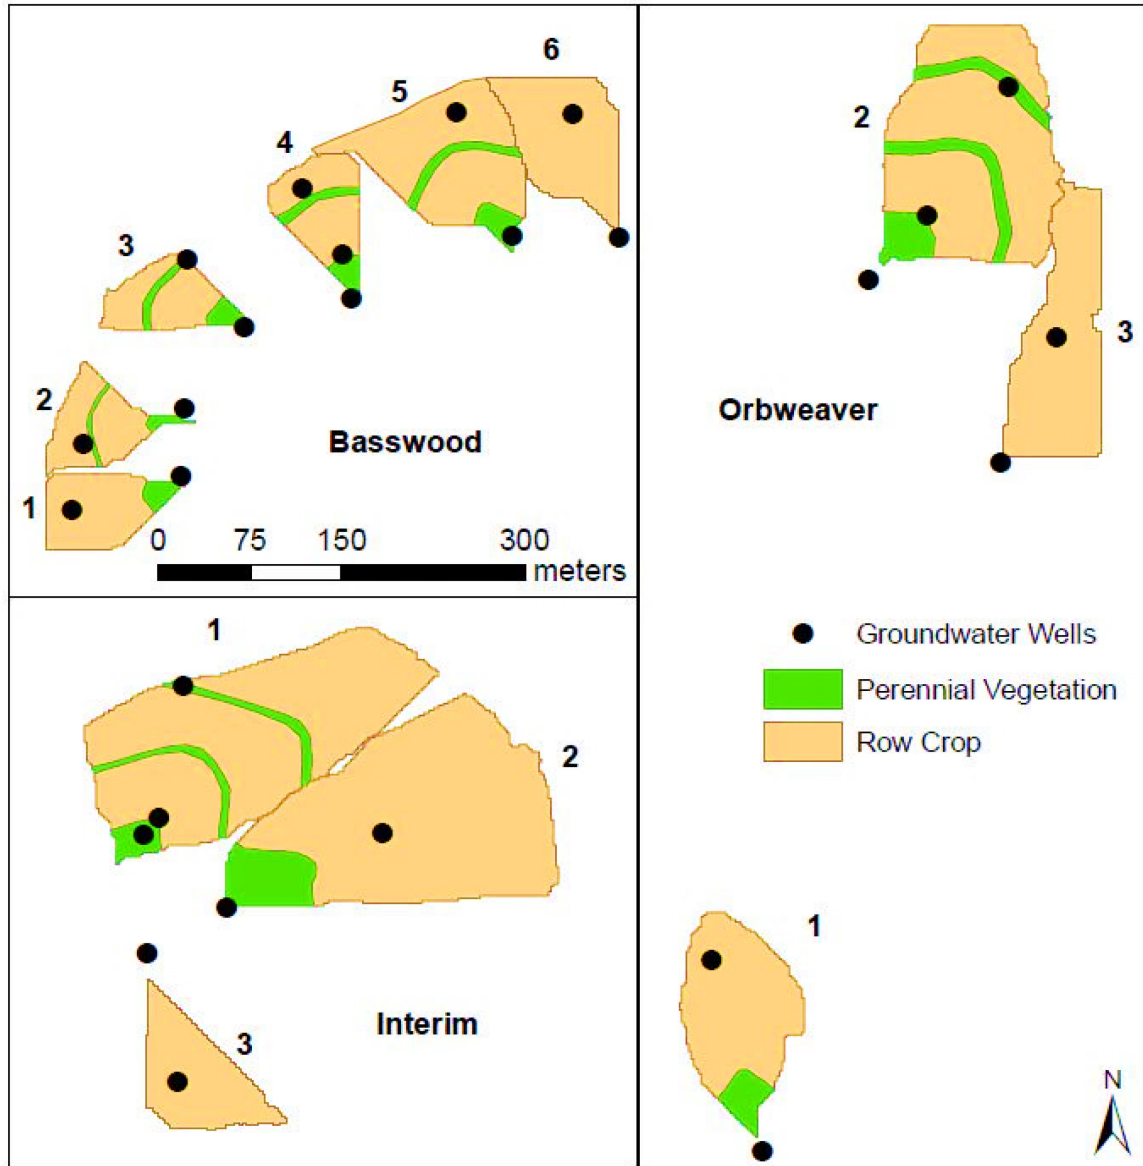 6
5
4
3
2
1
Basswood
0 75 150 300
meters
2
3
Orbweaver
Groundwater Wells
Perennial Vegetation
Row Crop
1
2
3
Interim
1
N